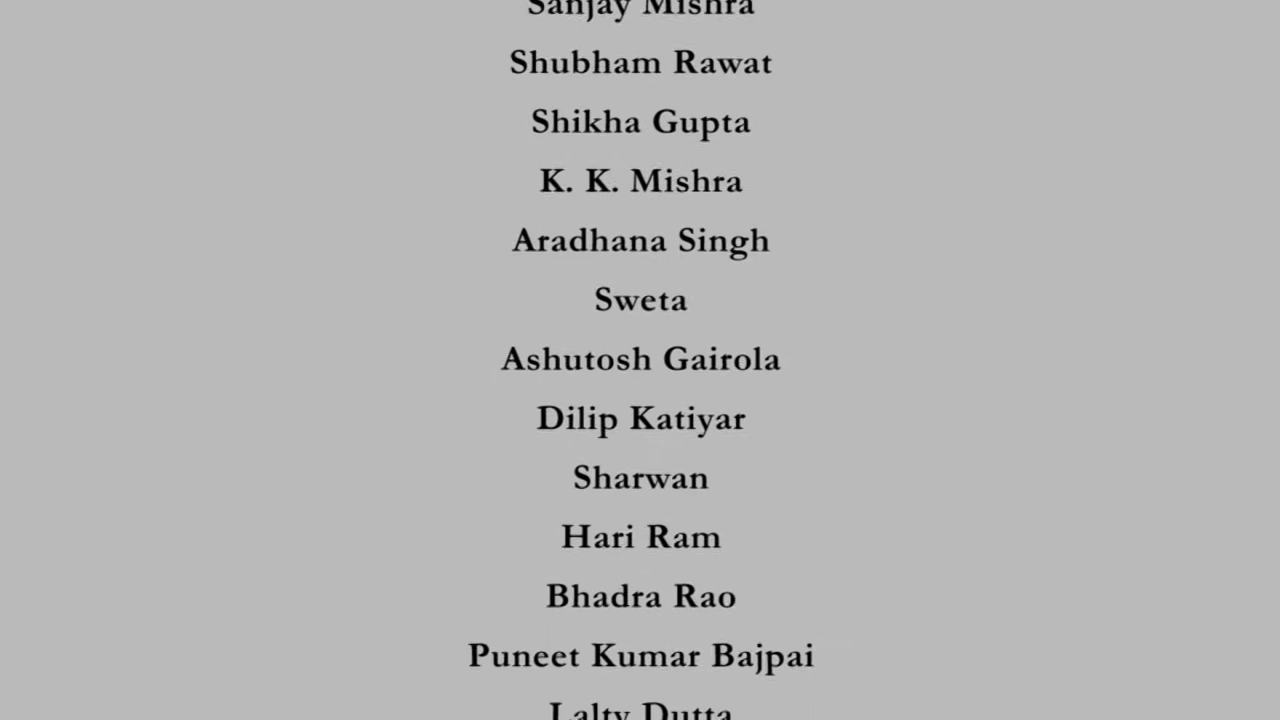 Sanjay Mishra
Shubham Rawat
Shikha Gupta
K. K. Mishra
Aradhana Singh
Sweta
Ashutosh Gairola
Dilip Katiyar
Sharwan
Hari Ram
Bhadra Rao
Puneet Kumar Bajpai
Lalty Dutta